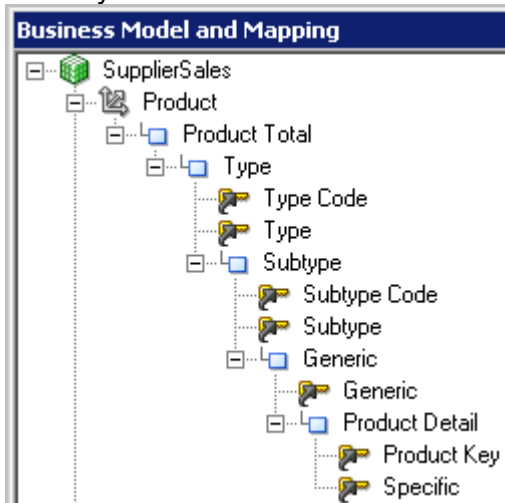 Business Model and Mapping
SupplierSales
Product
Product Total
Type
Type Code
Type
Subtype
Subtype Code
Subtype
Generic
Generic
Product Detail
Product Key
Specific